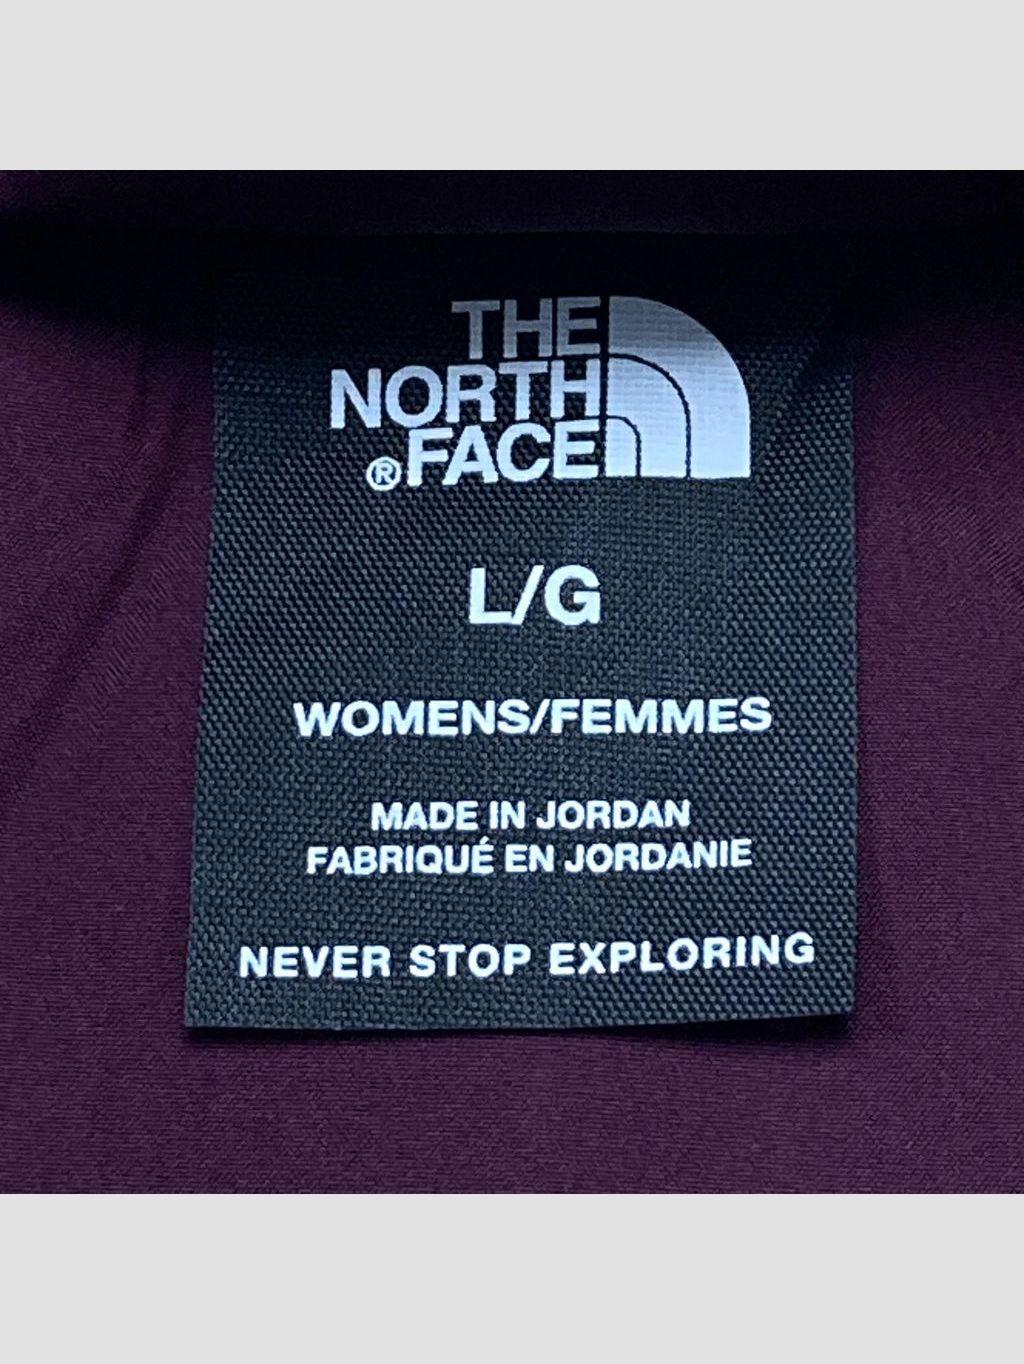 THE
NORTH
®FACE
L/G
WOMENS/FEMMES
MADE IN JORDAN
FABRIQUÉ EN JORDANIE
NEVER STOP EXPLORING